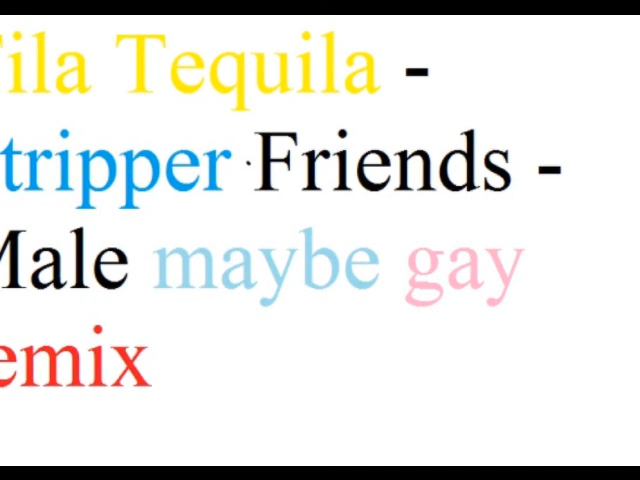 ila Tequila -
tripper Friends -
Male maybe gay
emix